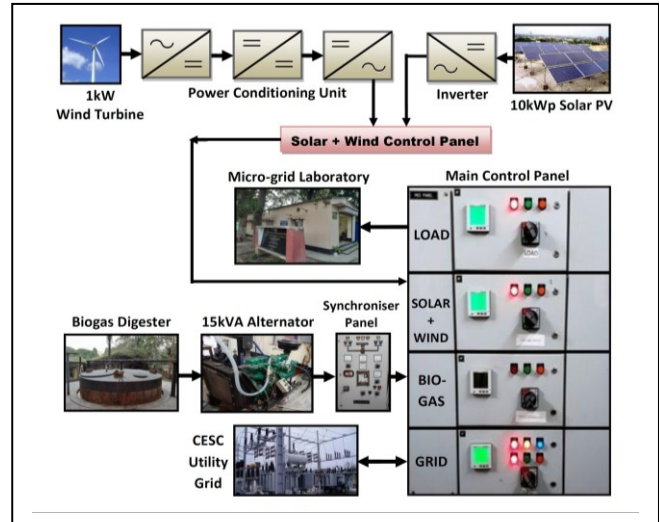 1kW
Wind Turbine
Power Conditioning Unit
Inverter
10kWp Solar PV
Solar + Wind Control Panel
Micro-grid Laboratory
Main Control Panel
LOAD
LOAD
SOLAR
+
WIND
Biogas Digester
15kVA Alternator
Synchroniser
Panel
BIO-
GAS
CESC
Utility
Grid
GRID